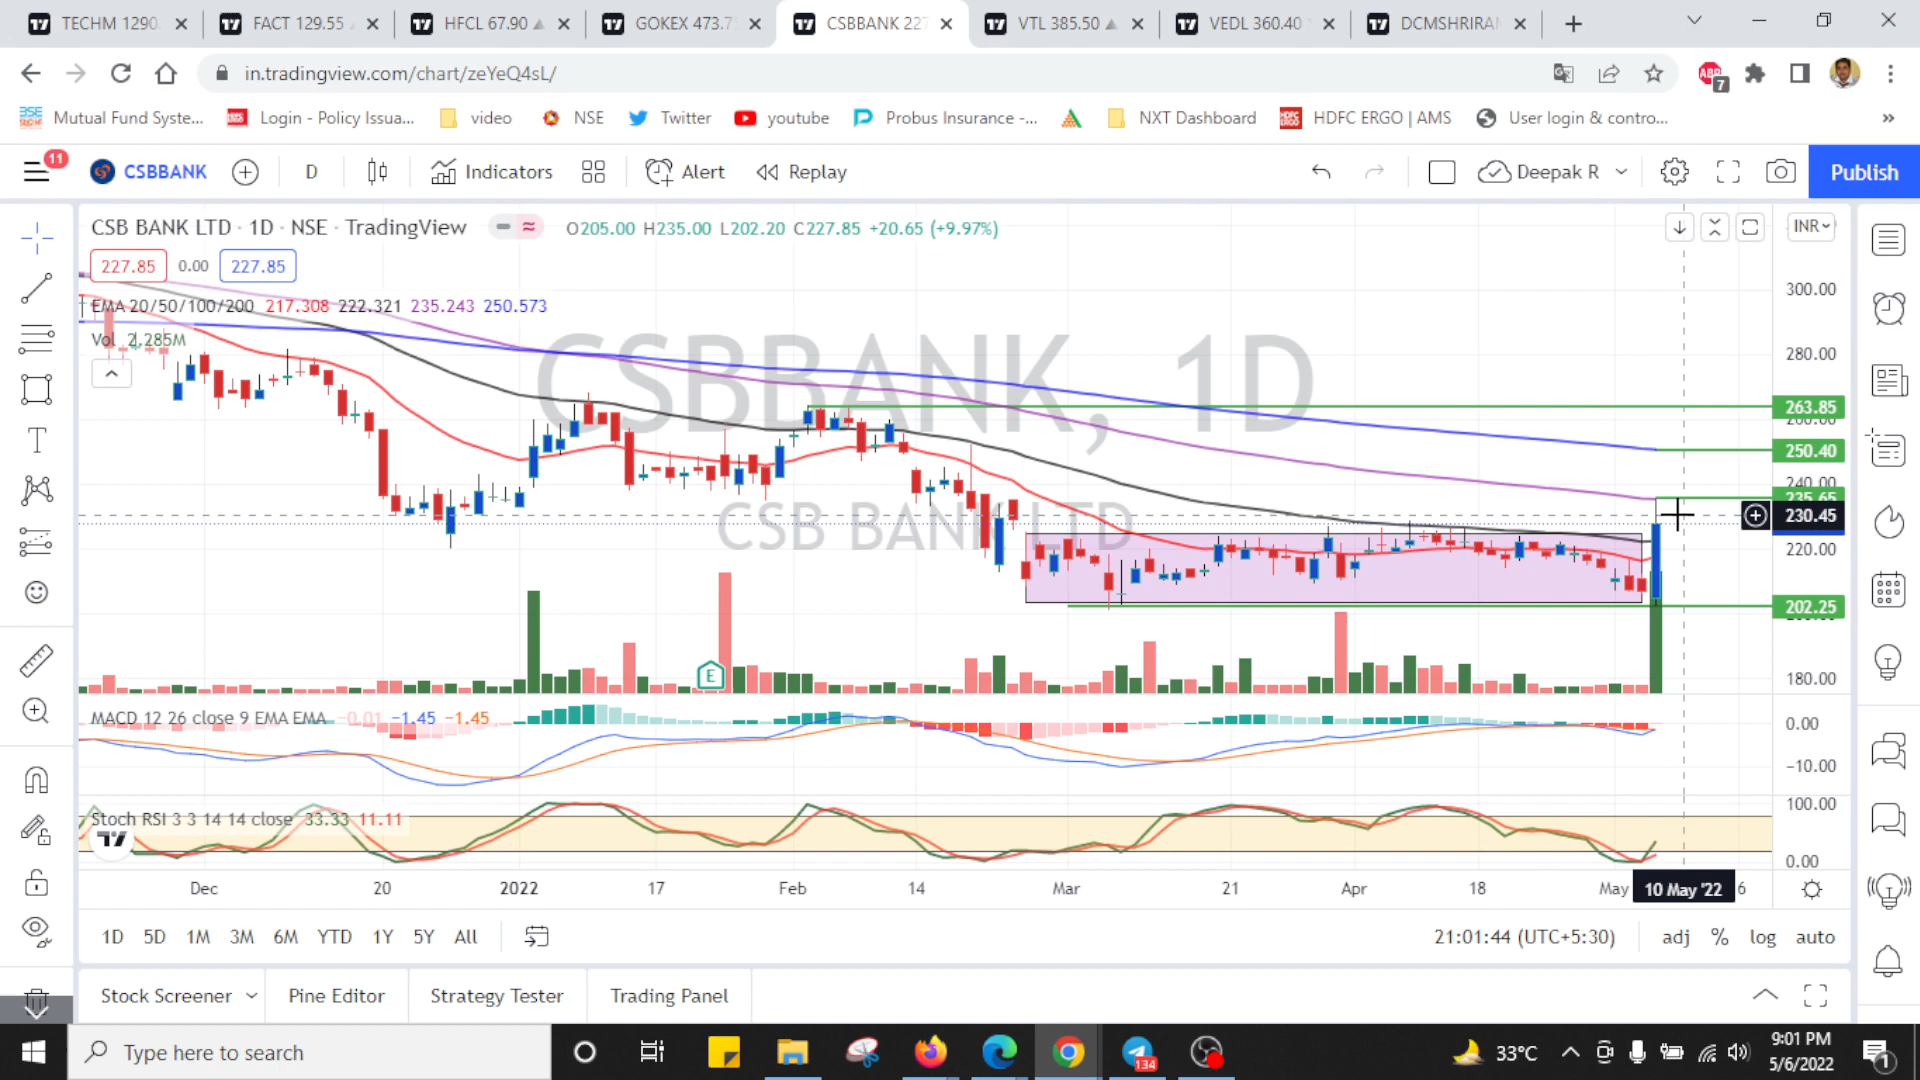 TECHM 1290. FACT 129.55 HFCL 67.90 GOKEX 473.7 CSBBANK 227 VTL 385.50 VEDL 360.40 DCMSHRIRAM
in.tradingview.com/chart/zeYeQ4sL/
ABP 7
Mutual Fund Syste... Login - Policy Issua... video NSE Twitter youtube Probus Insurance -... NXT Dashboard HDFC ERGO | AMS User login & contro... »
11 CSBBANK D Indicators Alert Replay Deepak R Publish
CSB BANK LTD · 1D · NSE · TradingView O205.00 H235.00 L202.20 C227.85 +20.65 (+9.97%) INR
227.85 0.00 227.85
EMA 20/50/100/200 217.308 222.321 235.243 250.573
Vol 2.285M
CSBBANK, 1D
CSB BANK LTD
300.00
280.00
263.85
260.00
250.40
240.00
235.65
230.45
220.00
202.25
180.00
E
MACD 12 26 close 9 EMA EMA −0.01 −1.45 −1.45
0.00
−10.00
Stoch RSI 3 3 14 14 close 33.33 11.11
100.00
0.00
Dec 20 2022 17 Feb 14 Mar 21 Apr 18 May 10 May '22 6
1D 5D 1M 3M 6M YTD 1Y 5Y All 21:01:44 (UTC+5:30) adj % log auto
Stock Screener Pine Editor Strategy Tester Trading Panel
Type here to search 134 33°C 9:01 PM
5/6/2022 1